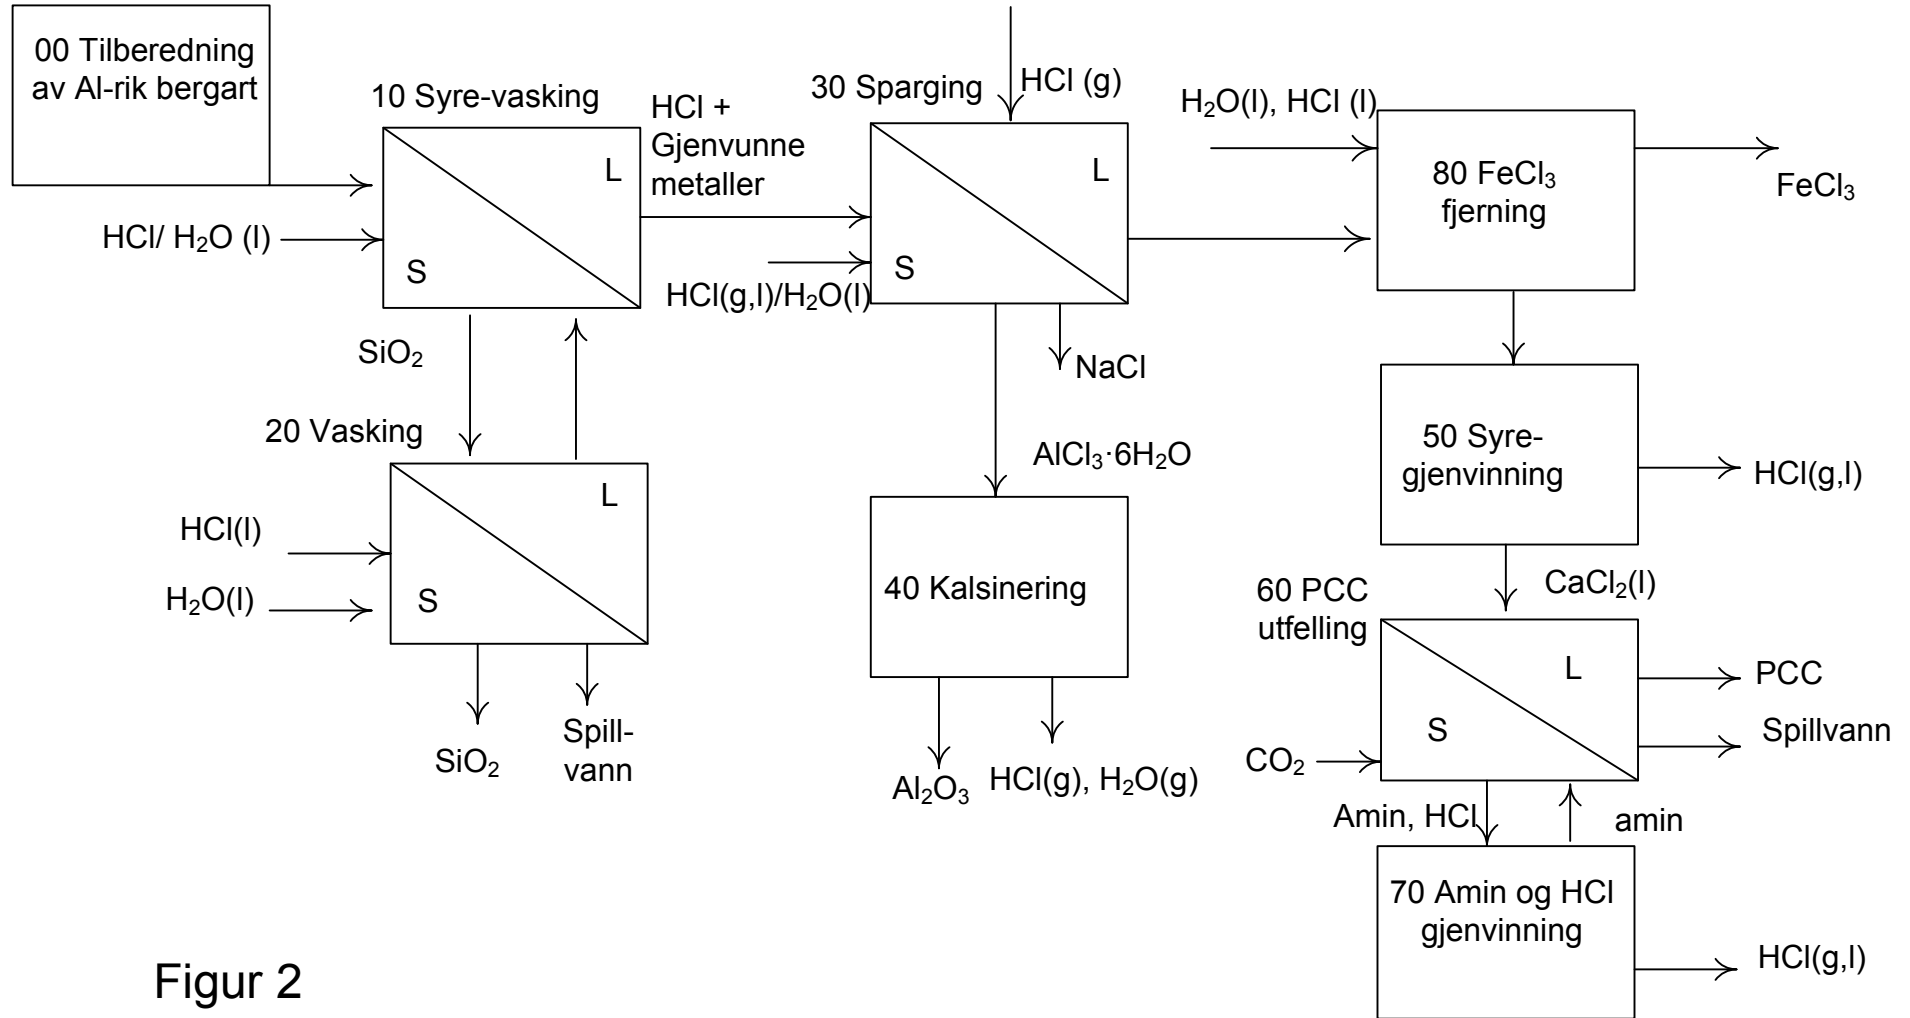 00 Tilberedning
av Al-rik bergart
10 Syre-vasking
HCl +
Gjenvunne
metaller
30 Sparging
HCl (g)
H₂O(l), HCl (l)
80 FeCl₃
fjerning
FeCl₃
L
S
HCl/ H₂O (l)
L
S
HCl(g,l)/H₂O(l)
SiO₂
NaCl
20 Vasking
AlCl₃·6H₂O
50 Syre-
gjenvinning
HCl(g,l)
L
S
HCl(l)
H₂O(l)
40 Kalsinering
CaCl₂(l)
60 PCC
utfelling
L
S
PCC
Spillvann
CO₂
SiO₂
Spill-
vann
Al₂O₃
HCl(g), H₂O(g)
Amin, HCl
amin
70 Amin og HCl
gjenvinning
HCl(g,l)
Figur 2